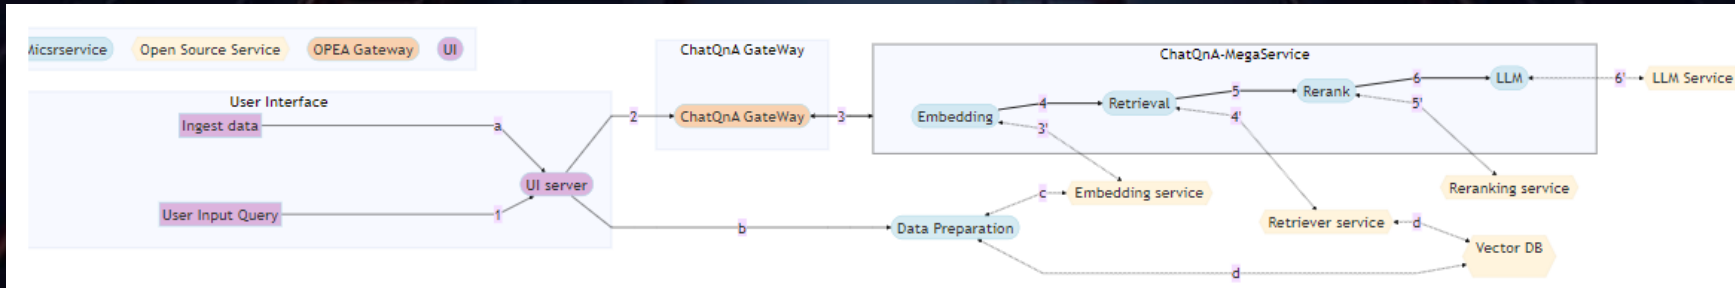 Micsrservice
Open Source Service
OPEA Gateway
UI
User Interface
Ingest data
a
UI server
User Input Query
1
2
b
ChatQnA GateWay
ChatQnA GateWay
3
ChatQnA-MegaService
Embedding
4
Retrieval
5
Rerank
6
LLM
6'
LLM Service
3'
4'
5'
Embedding service
c
Data Preparation
Retriever service
Reranking service
d
Vector DB
d